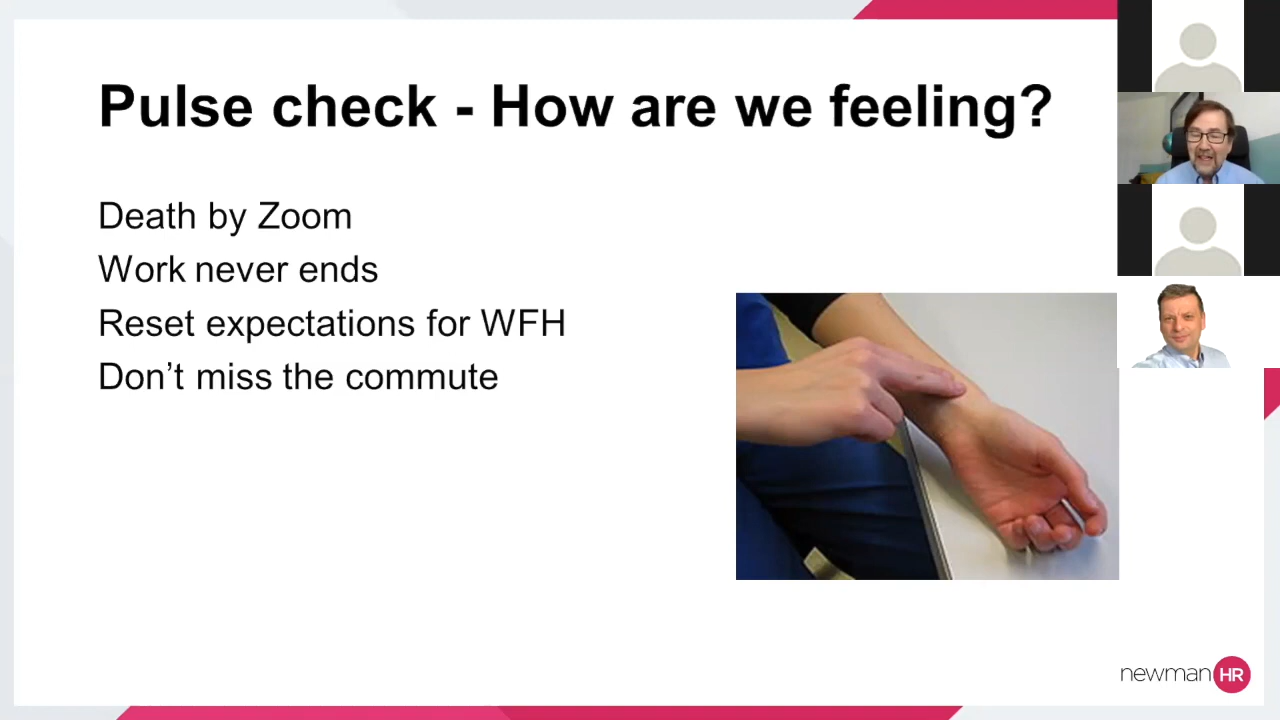 Pulse check - How are we feeling?
Death by Zoom
Work never ends
Reset expectations for WFH
Don’t miss the commute
newman HR